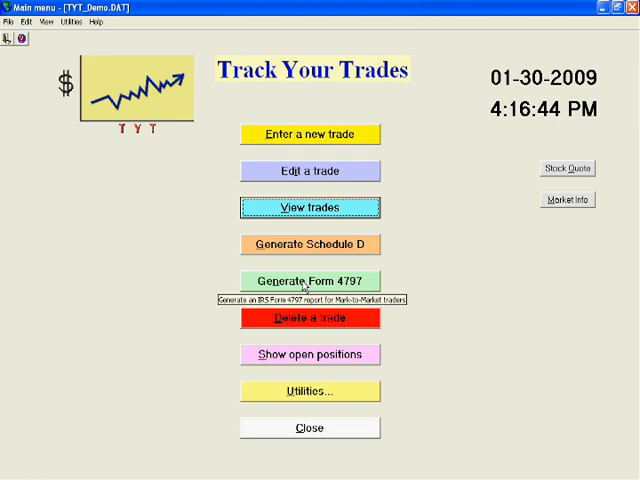 Main menu - [TYT_Demo.DAT]
File Edit View Utilities Help
$
T Y T
Track Your Trades
01-30-2009
4:16:44 PM
Enter a new trade
Edit a trade
Stock Quote
View trades
Market Info
Generate Schedule D
Generate Form 4797
Generate an IRS Form 4797 report for Mark-to-Market traders
Delete a trade
Show open positions
Utilities...
Close